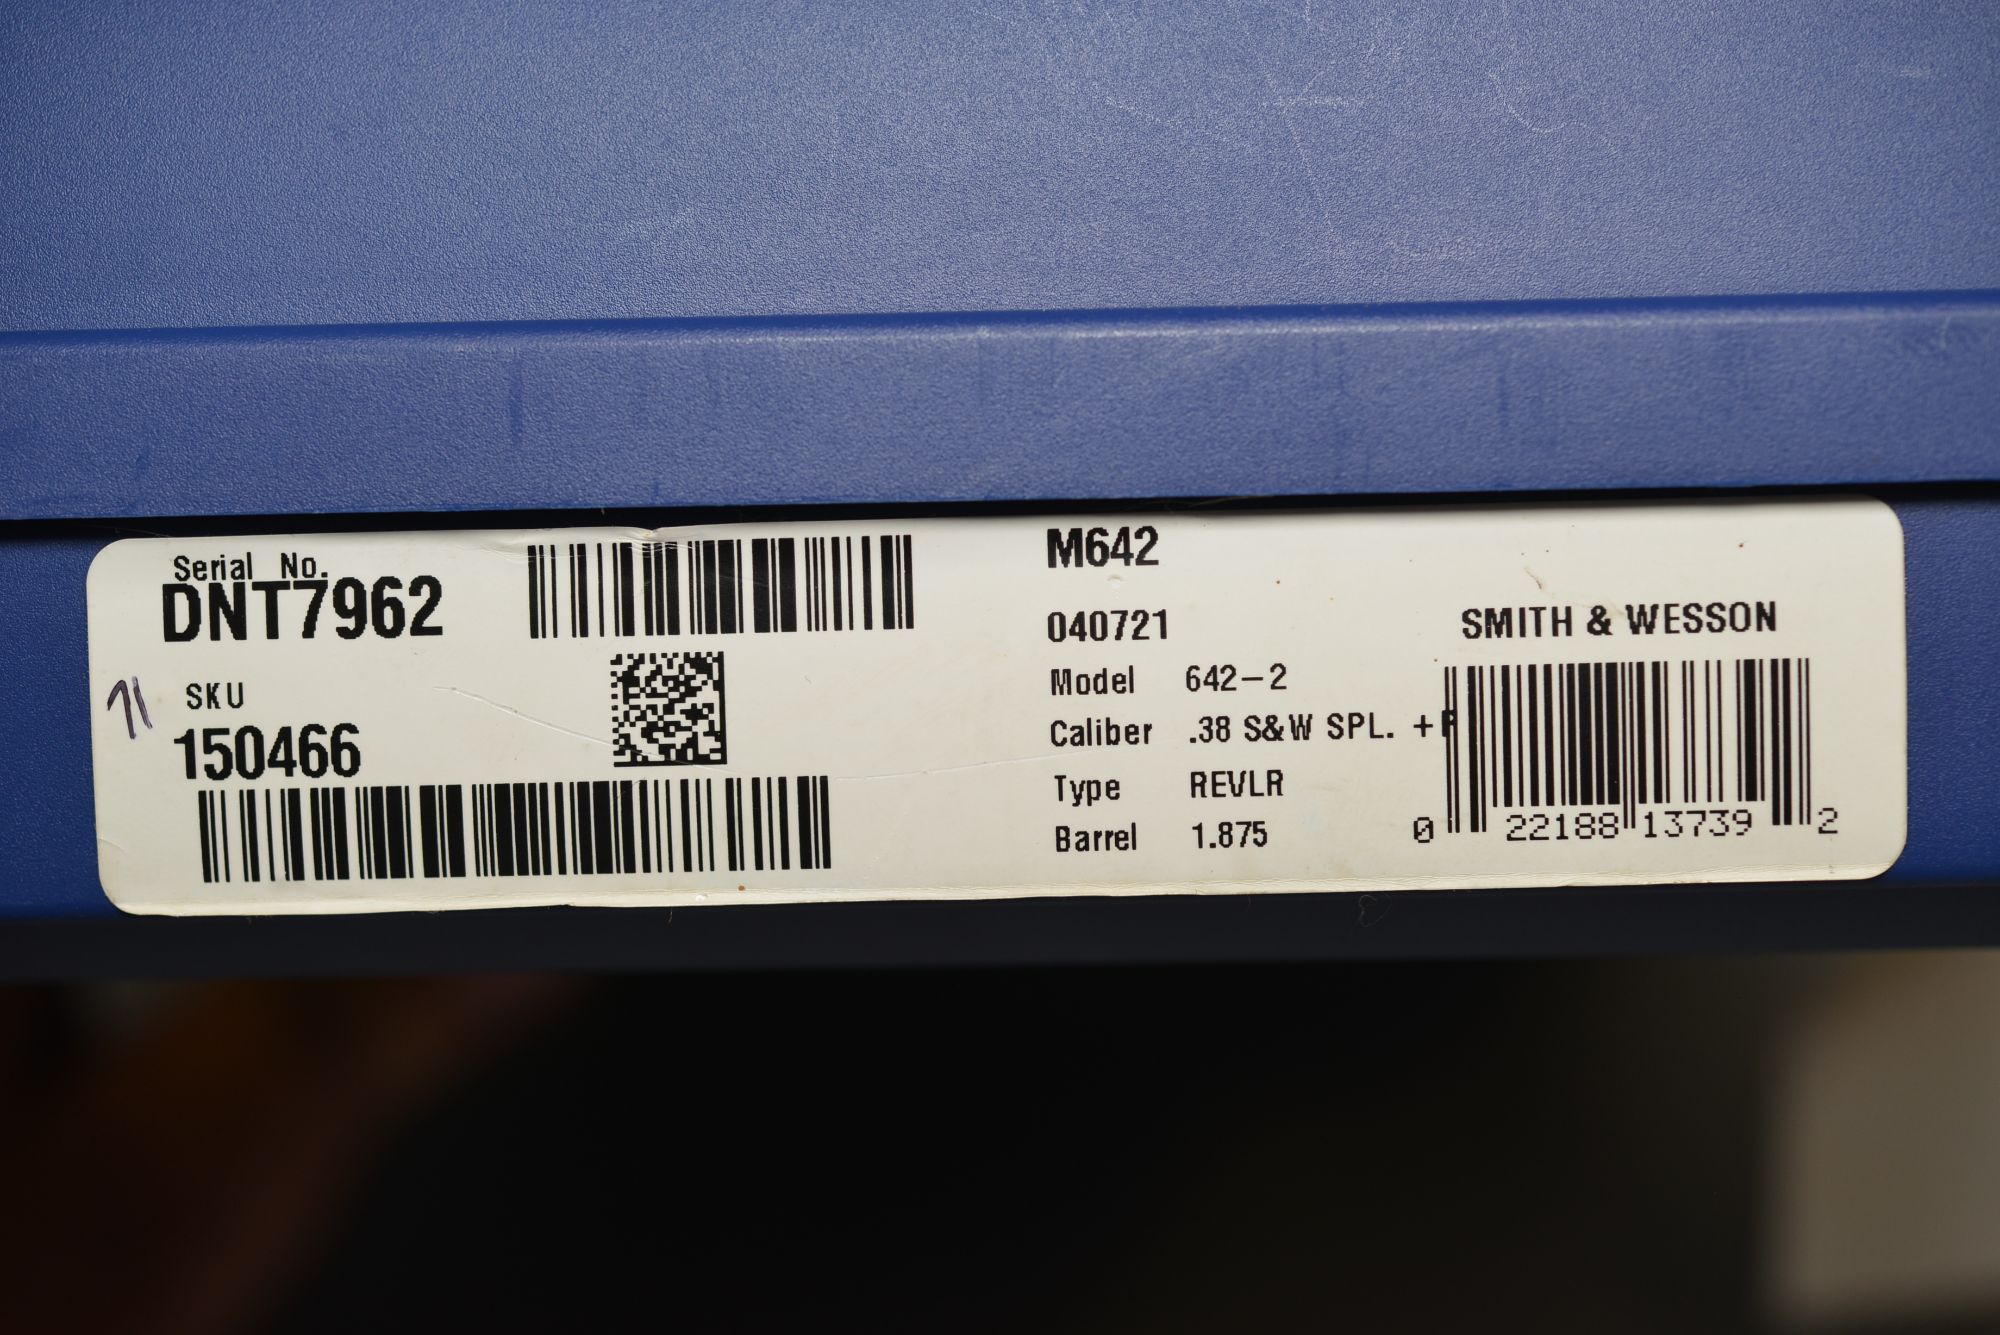 Serial No.
DNT7962
SKU
150466
M642
040721
Model 642-2
Caliber .38 S&W SPL. +P
Type REVLR
Barrel 1.875
SMITH & WESSON
0 22188 13739 2